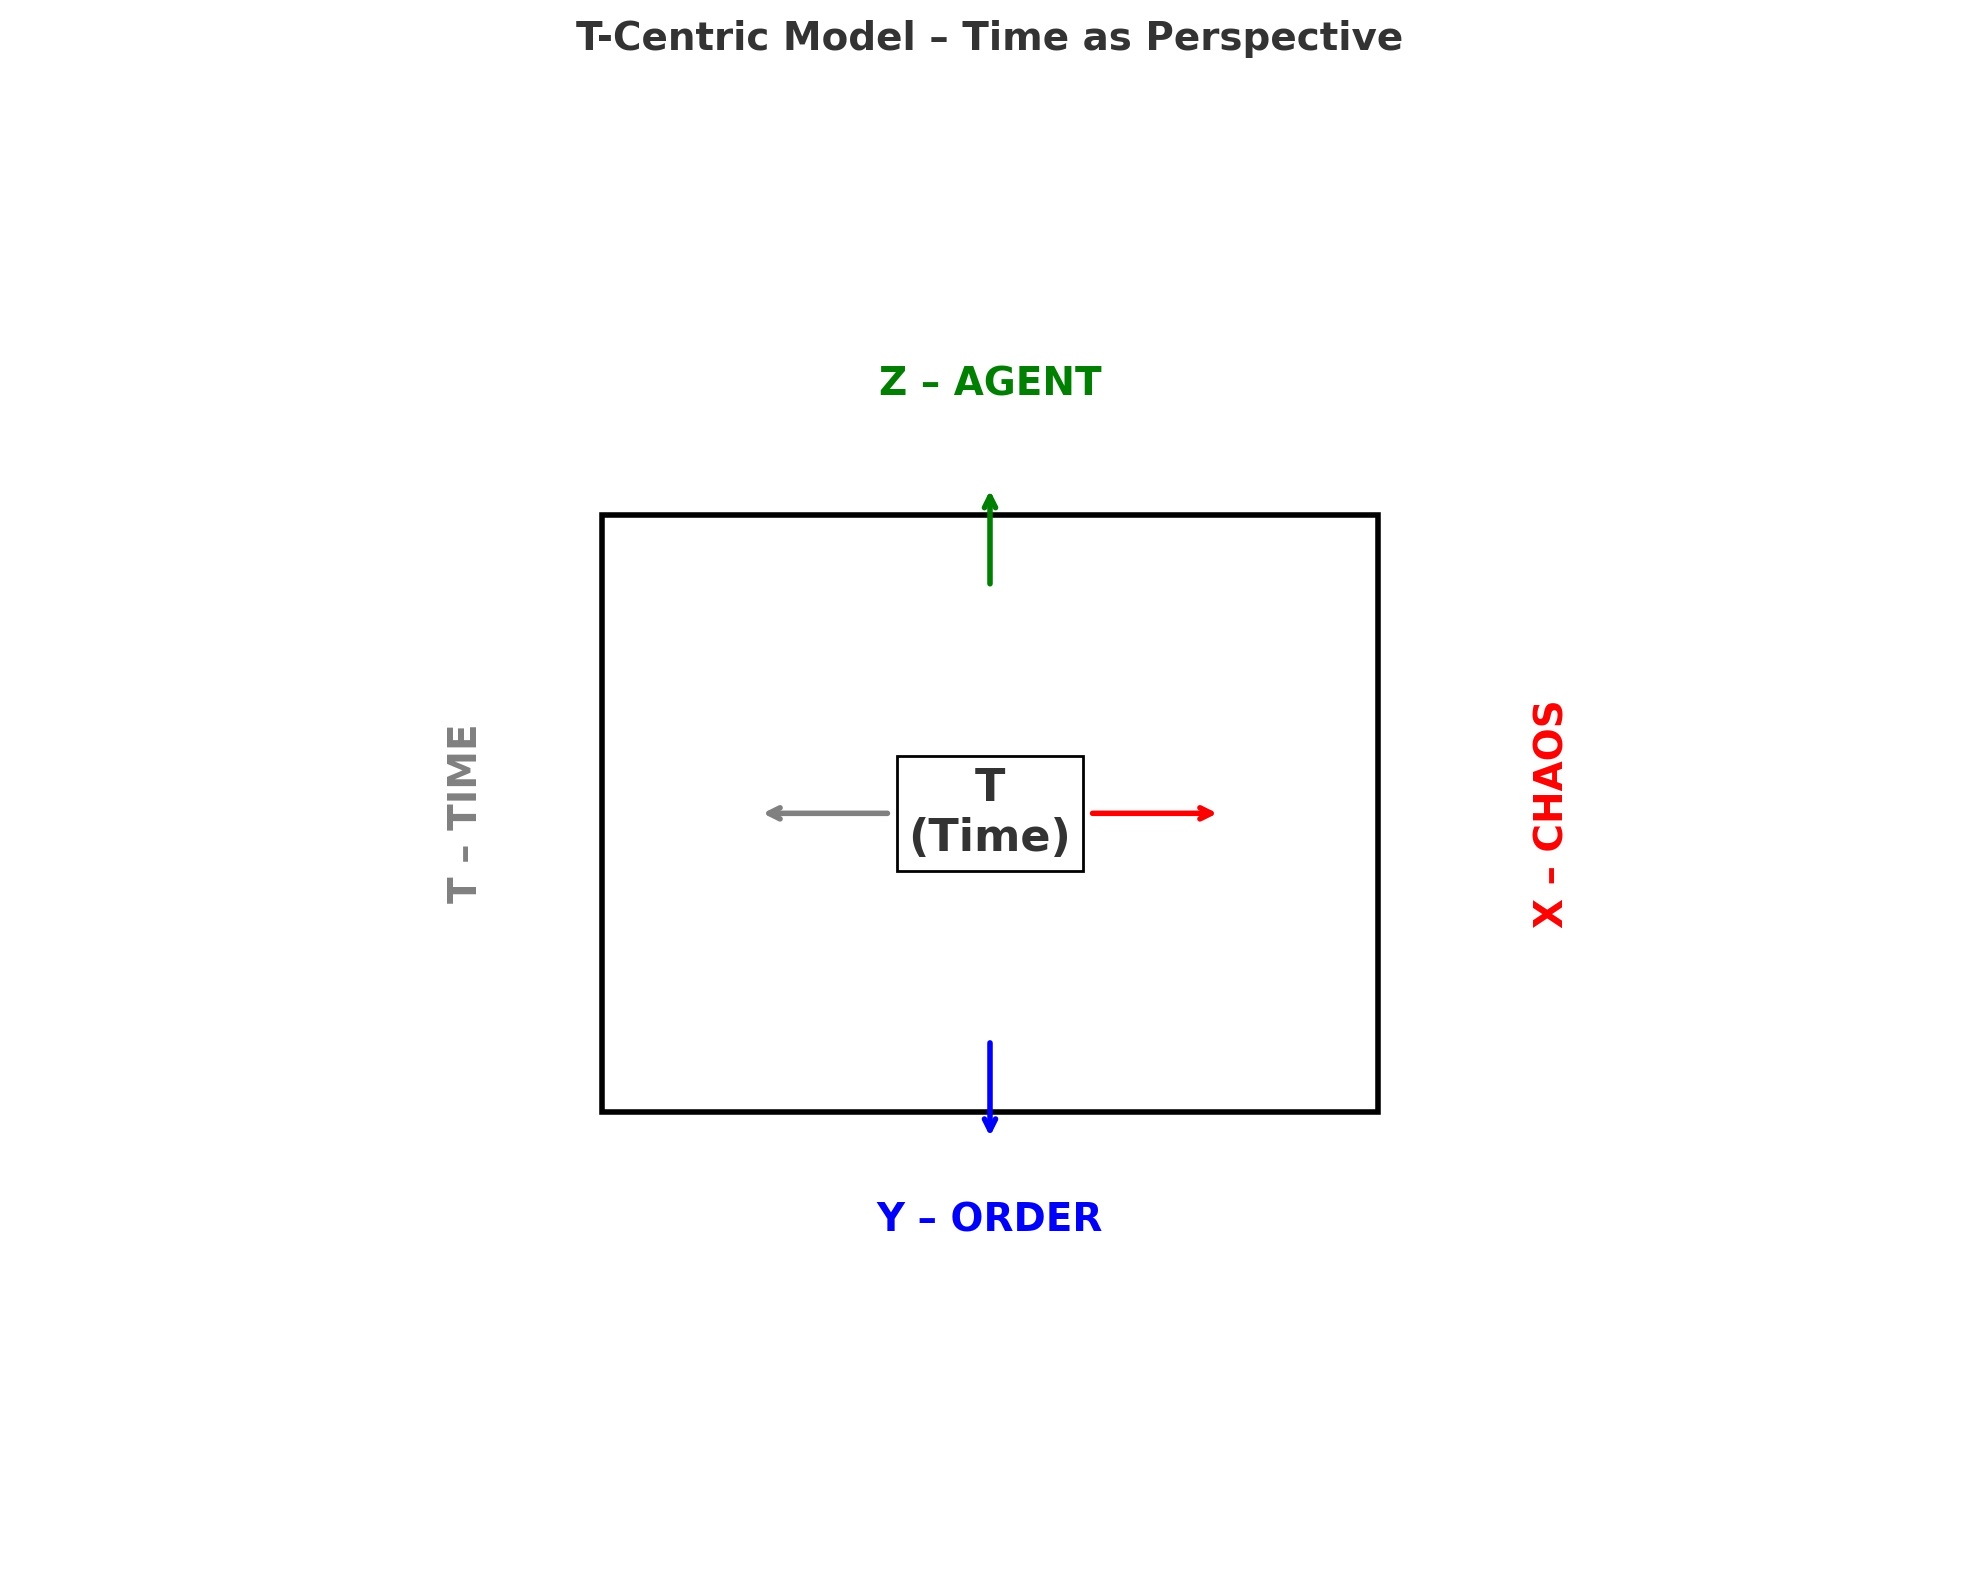 T-Centric Model – Time as Perspective
Z – AGENT
T – TIME
T
(Time)
X – CHAOS
Y – ORDER